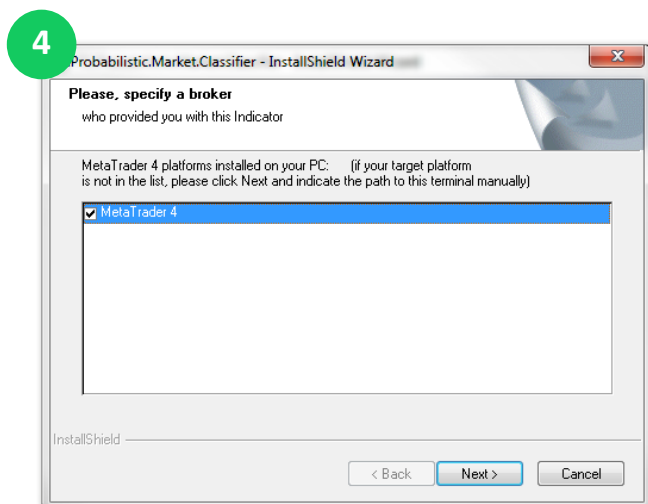 4
Probabilistic.Market.Classifier - InstallShield Wizard
Please, specify a broker
who provided you with this Indicator
MetaTrader 4 platforms installed on your PC: (if your target platform
is not in the list, please click Next and indicate the path to this terminal manually)
MetaTrader 4
InstallShield
< Back Next > Cancel